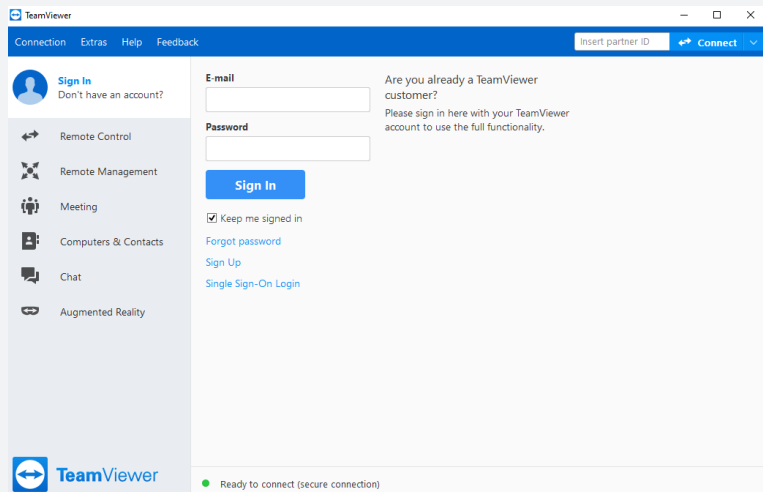 TeamViewer
Connection Extras Help Feedback
Insert partner ID
Connect
Sign In
Don't have an account?
Remote Control
Remote Management
Meeting
Computers & Contacts
Chat
Augmented Reality
TeamViewer
E-mail
Password
Sign In
Keep me signed in
Forgot password
Sign Up
Single Sign-On Login
Are you already a TeamViewer
customer?
Please sign in here with your TeamViewer
account to use the full functionality.
Ready to connect (secure connection)